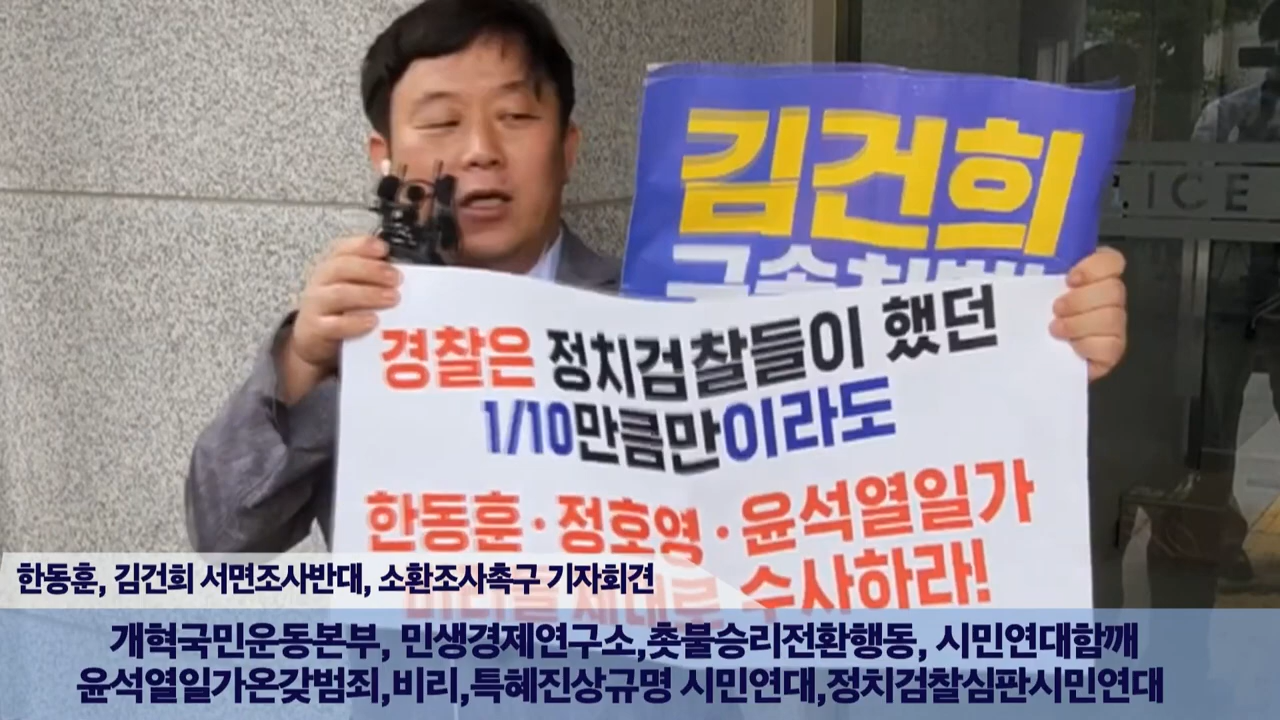 김건희
ICE
경찰은 정치검찰들이 했던
1/10만큼만이라도
한동훈·정호영·윤석열일가
수사하라!
한동훈, 김건희 서면조사반대, 소환조사촉구 기자회견
개혁국민운동본부, 민생경제연구소,촛불승리전환행동, 시민연대함깨
윤석열일가온갖범죄,비리,특혜진상규명 시민연대,정치검찰심판시민연대